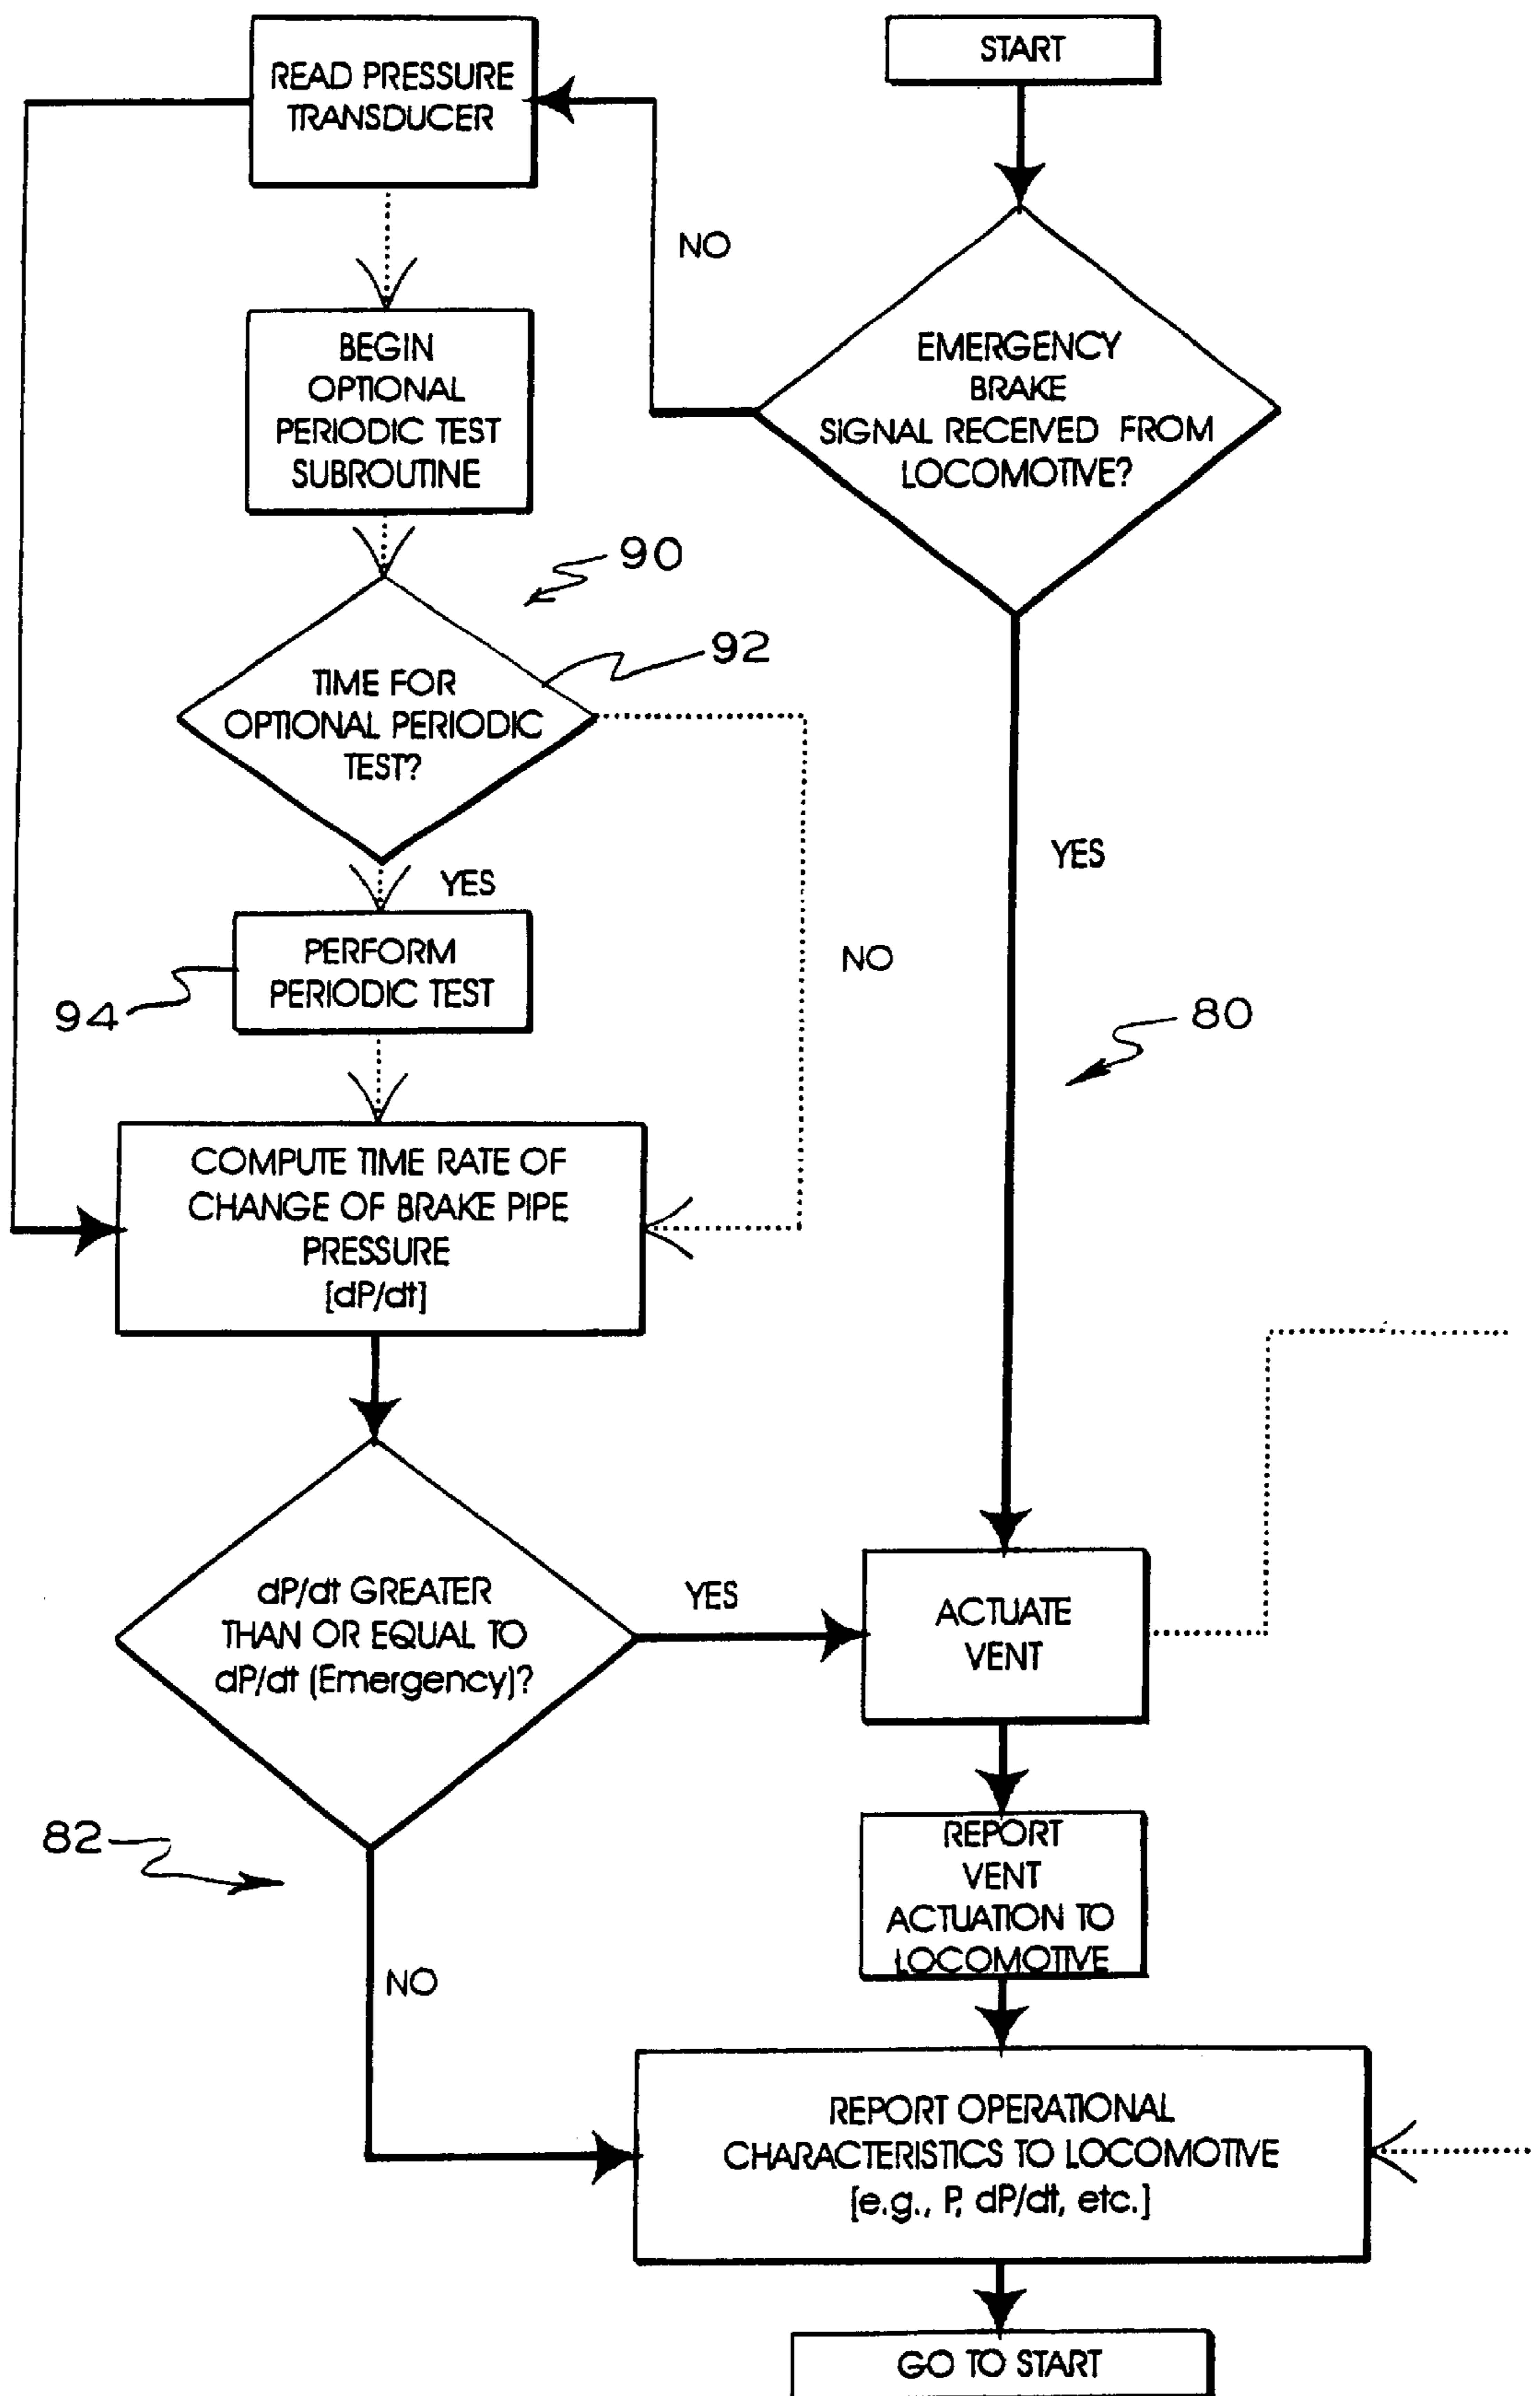 START
READ PRESSURE
TRANSDUCER
NO
EMERGENCY
BRAKE
SIGNAL RECEIVED FROM
LOCOMOTIVE?
BEGIN
OPTIONAL
PERIODIC TEST
SUBROUTINE
90
92
TIME FOR
OPTIONAL PERIODIC
TEST?
YES
YES
NO
PERFORM
PERIODIC TEST
94
80
COMPUTE TIME RATE OF
CHANGE OF BRAKE PIPE
PRESSURE
[dP/dt]
dP/dt GREATER
THAN OR EQUAL TO
dP/dt (Emergency)?
YES
ACTUATE
VENT
82
NO
REPORT
VENT
ACTUATION TO
LOCOMOTIVE
REPORT OPERATIONAL
CHARACTERISTICS TO LOCOMOTIVE
[e.g., P, dP/dt, etc.]
GO TO START